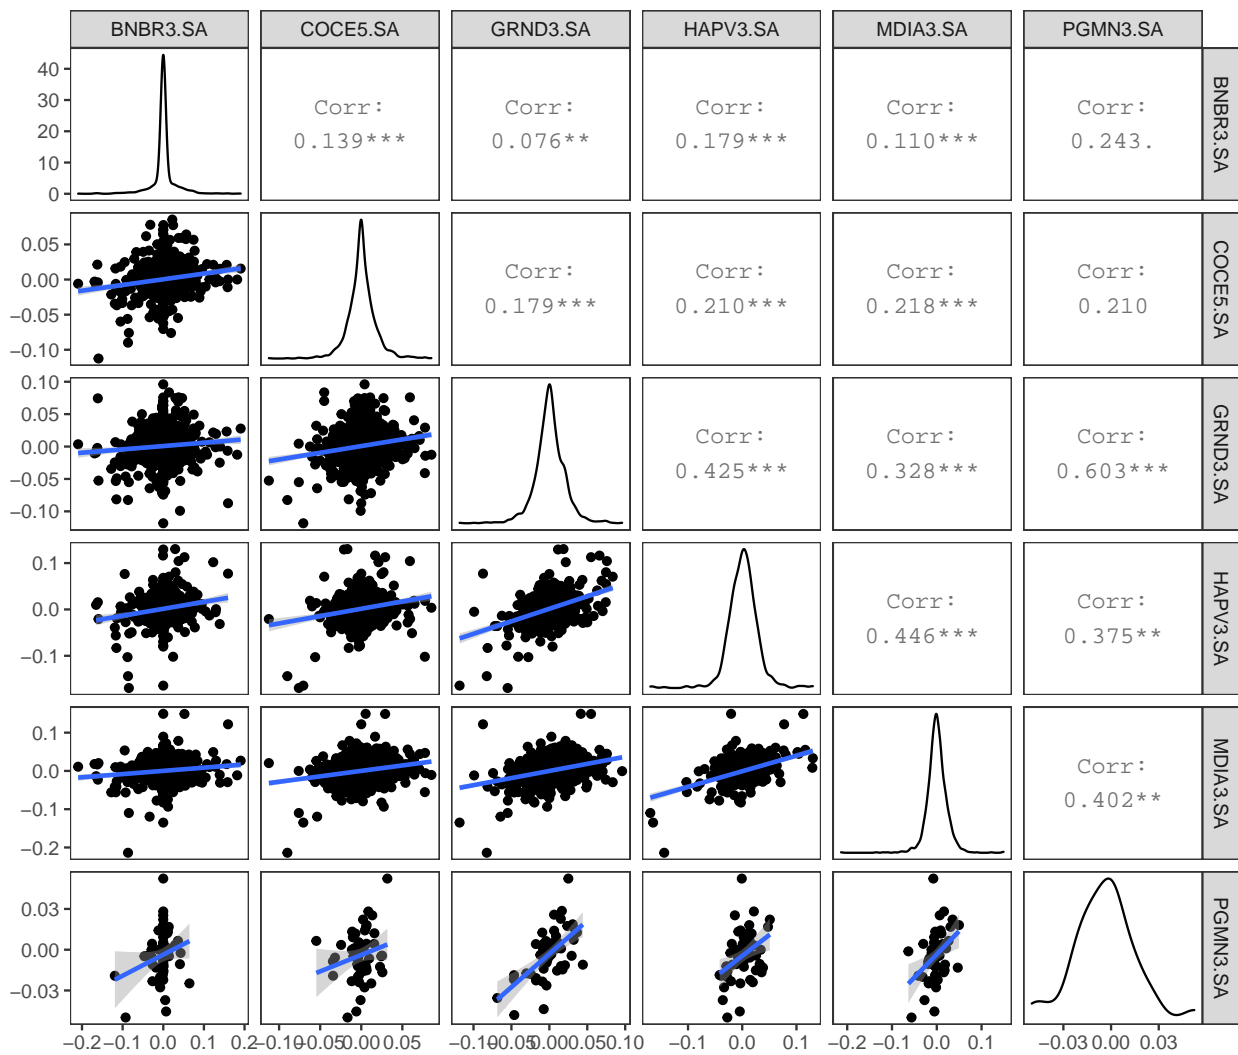 BNBR3.SA COCE5.SA GRND3.SA HAPV3.SA MDIA3.SA PGMN3.SA
40
30
20
10
0
Corr: Corr: Corr: Corr: Corr:
0.139*** 0.076** 0.179*** 0.110*** 0.243.
BNBR3.SA
0.05
0.00
−0.05
−0.10
Corr: Corr: Corr: Corr:
0.179*** 0.210*** 0.218*** 0.210
COCE5.SA
0.10
0.05
0.00
−0.05
−0.10
Corr: Corr: Corr:
0.425*** 0.328*** 0.603***
GRND3.SA
0.1
0.0
−0.1
Corr: Corr:
0.446*** 0.375**
HAPV3.SA
0.1
0.0
−0.1
−0.2
Corr:
0.402**
MDIA3.SA
0.03
0.00
−0.03
PGMN3.SA
−0.2 −0.1 0.0 0.1 0.2 −0.10 −0.05 0.00 0.05 −0.10 −0.05 0.00 0.05 0.10 −0.1 0.0 0.1 −0.2 −0.1 0.0 0.1 −0.03 0.00 0.03